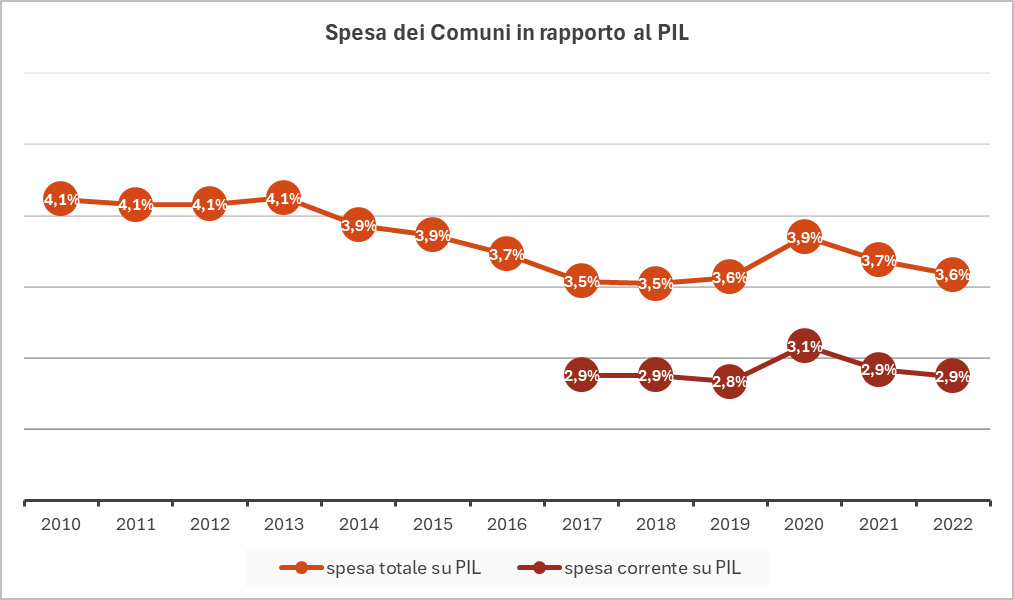 Spesa dei Comuni in rapporto al PIL
4,1% 4,1% 4,1% 4,1% 3,9% 3,9% 3,7% 3,5% 3,5% 3,6% 3,9% 3,7% 3,6%
2,9% 2,9% 2,8% 3,1% 2,9% 2,9%
2010 2011 2012 2013 2014 2015 2016 2017 2018 2019 2020 2021 2022
spesa totale su PIL spesa corrente su PIL